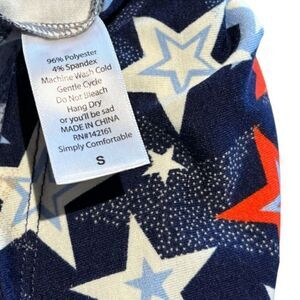 96% Polyester
4% Spandex
Machine Wash Cold
Gentle Cycle
Do Not Bleach
Hang Dry
or you'll be sad
MADE IN CHINA
RN#142161
Simply Comfortable
S